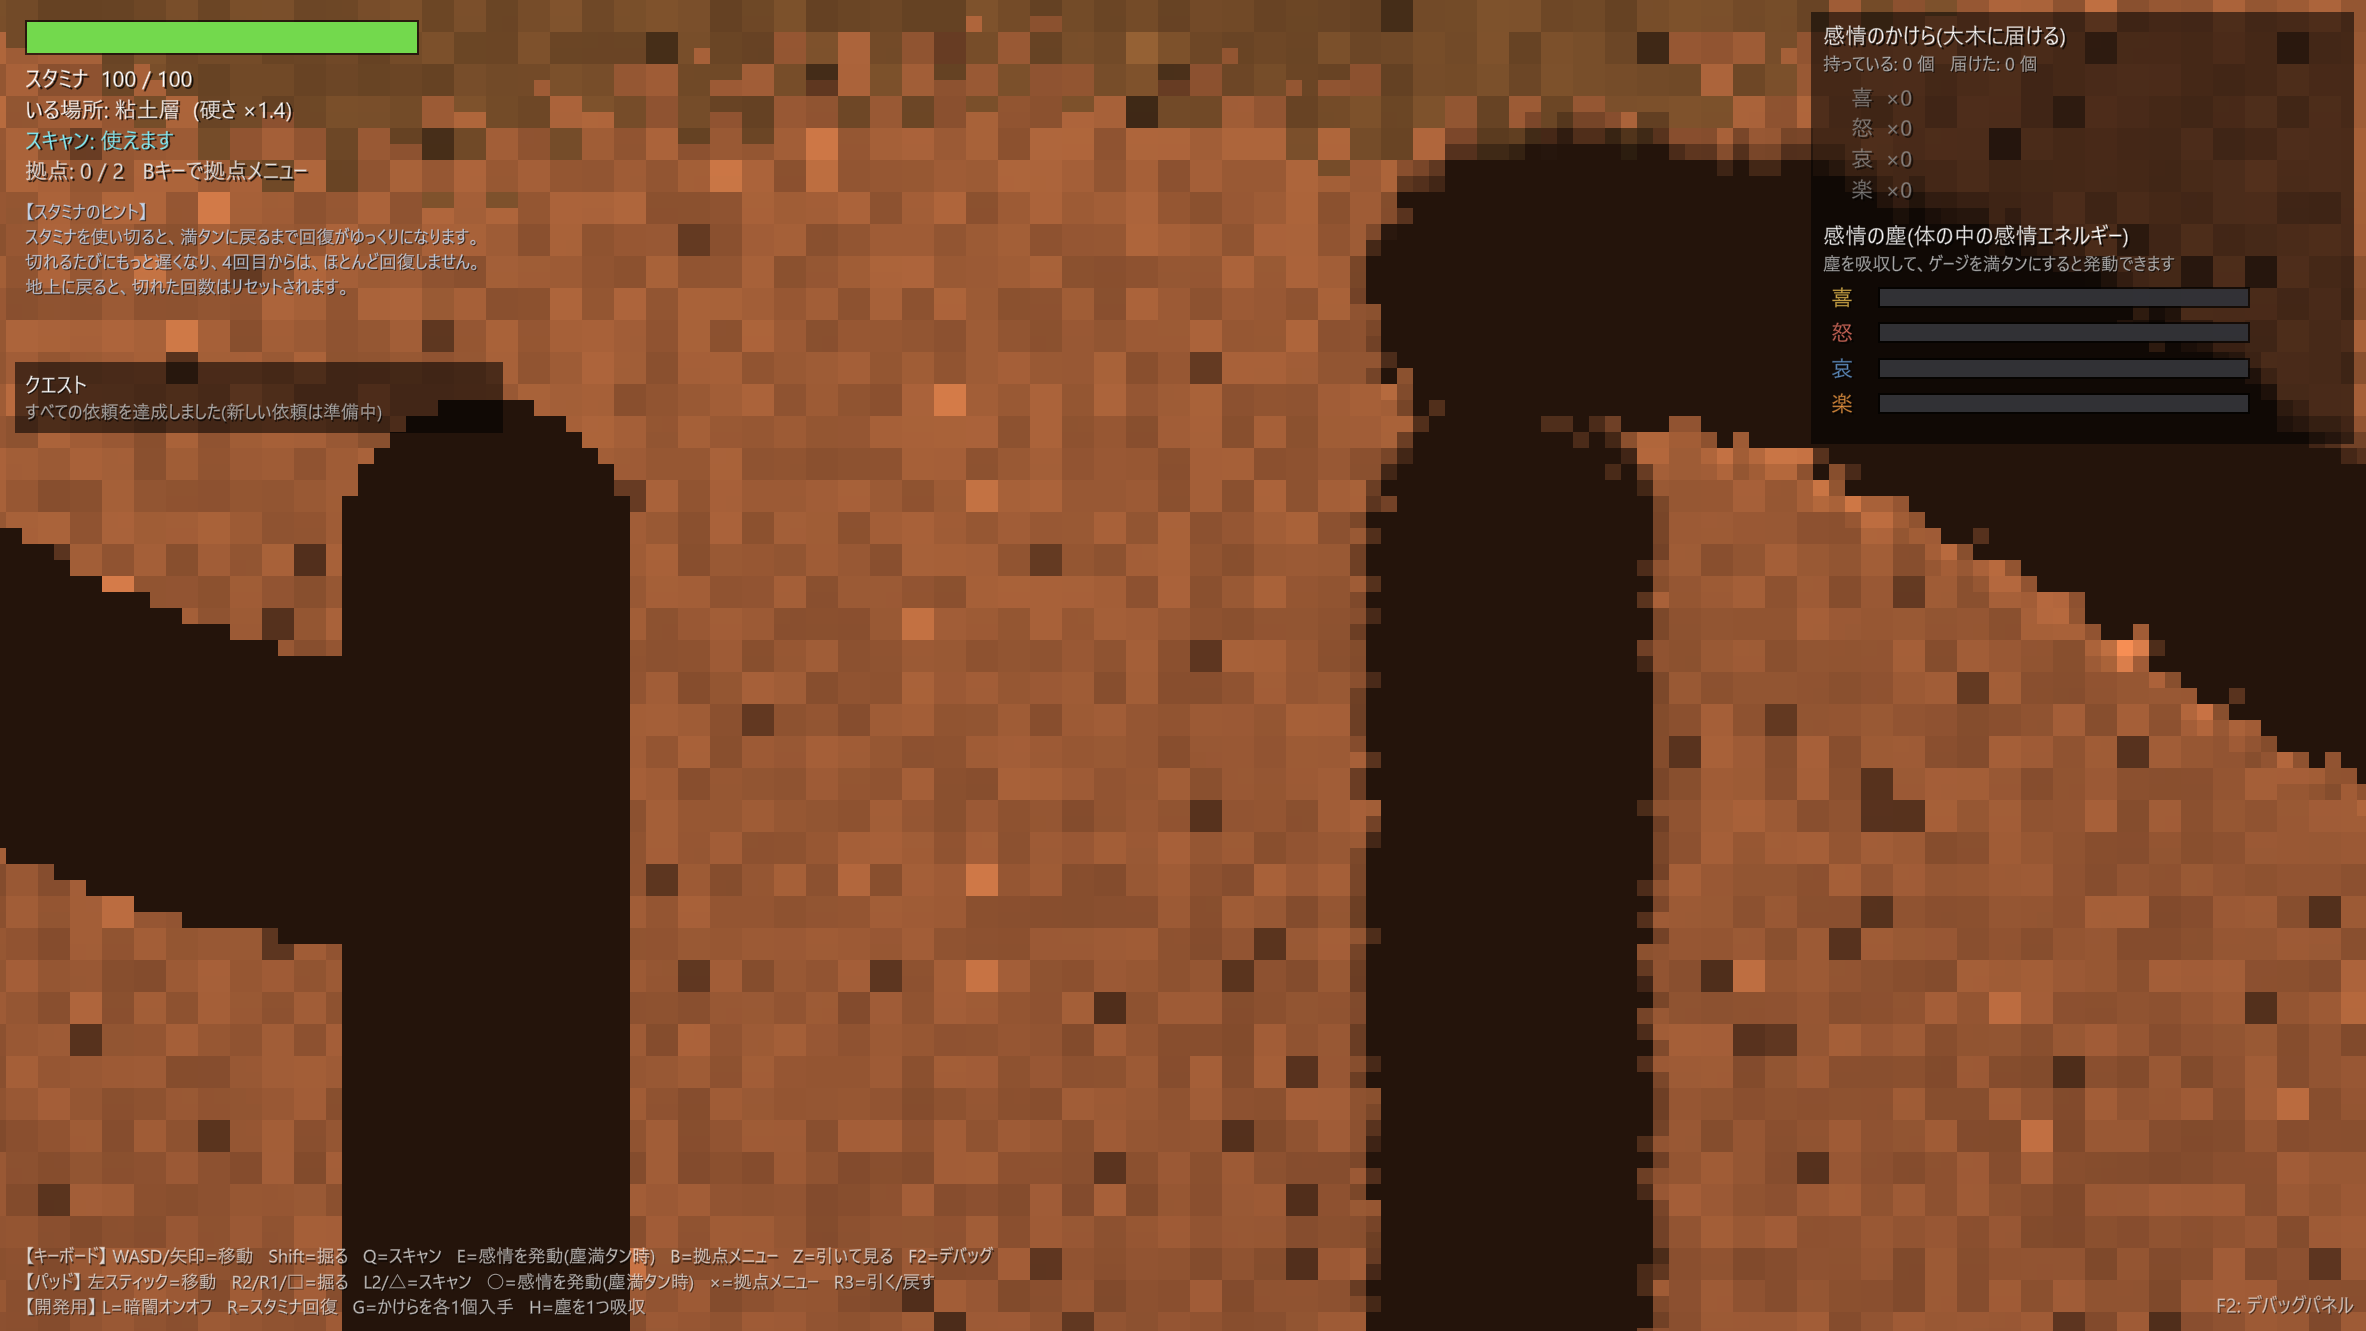 スタミナ 100 / 100
いる場所: 粘土層 (硬さ ×1.4)
スキャン: 使えます
拠点: 0 / 2 Bキーで拠点メニュー
【スタミナのヒント】
スタミナを使い切ると、満タンに戻るまで回復がゆっくりになります。
切れるたびにもっと遅くなり、4回目からは、ほとんど回復しません。
地上に戻ると、切れた回数はリセットされます。
クエスト
すべての依頼を達成しました(新しい依頼は準備中)
感情のかけら(大木に届ける)
持っている: 0 個 届けた: 0 個
喜 ×0
怒 ×0
哀 ×0
楽 ×0
感情の塵(体の中の感情エネルギー)
塵を吸収して、ゲージを満タンにすると発動できます
喜
怒
哀
楽
【キーボード】 WASD/矢印=移動 Shift=掘る Q=スキャン E=感情を発動(塵満タン時) B=拠点メニュー Z=引いて見る F2=デバッグ
【パッド】 左スティック=移動 R2/R1/□=掘る L2/△=スキャン ○=感情を発動(塵満タン時) ×=拠点メニュー R3=引く/戻す
【開発用】 L=暗闇オンオフ R=スタミナ回復 G=かけらを各1個入手 H=塵を1つ吸収
F2: デバッグパネル